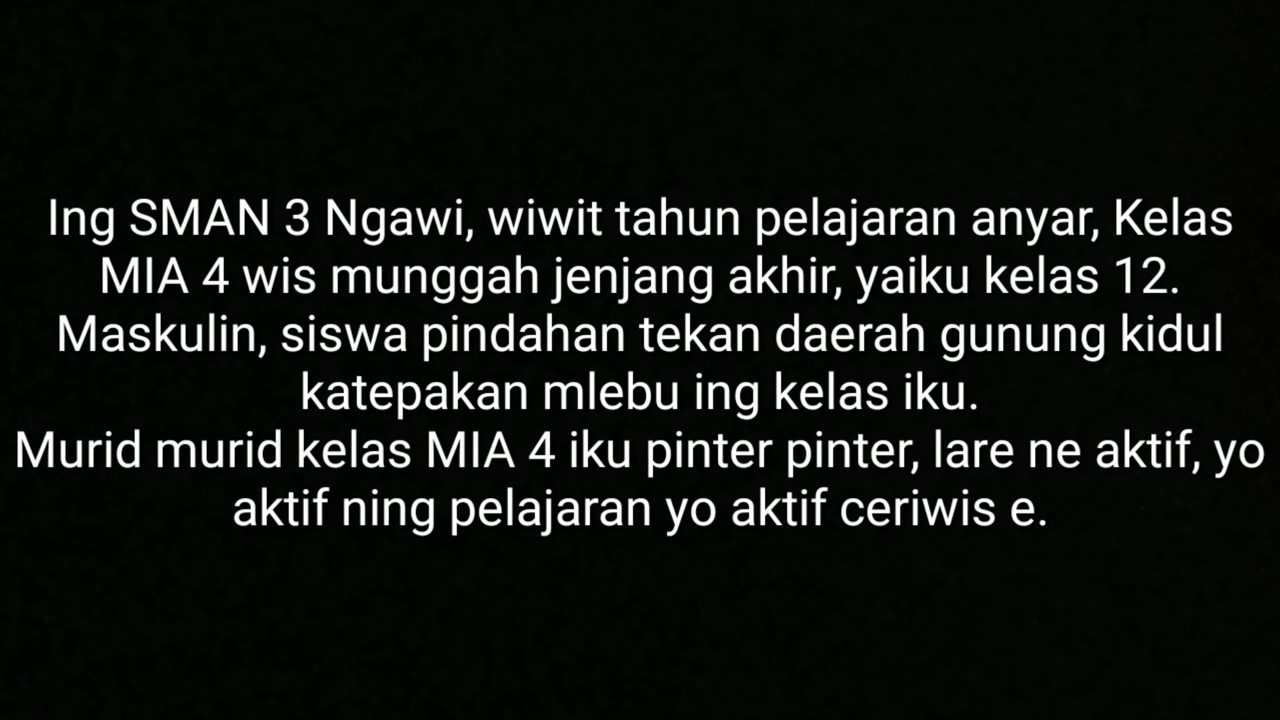 Ing SMAN 3 Ngawi, wiwit tahun pelajaran anyar, Kelas
MIA 4 wis munggah jenjang akhir, yaiku kelas 12.
Maskulin, siswa pindahan tekan daerah gunung kidul
katepakan mlebu ing kelas iku.
Murid murid kelas MIA 4 iku pinter pinter, lare ne aktif, yo
aktif ning pelajaran yo aktif ceriwis e.